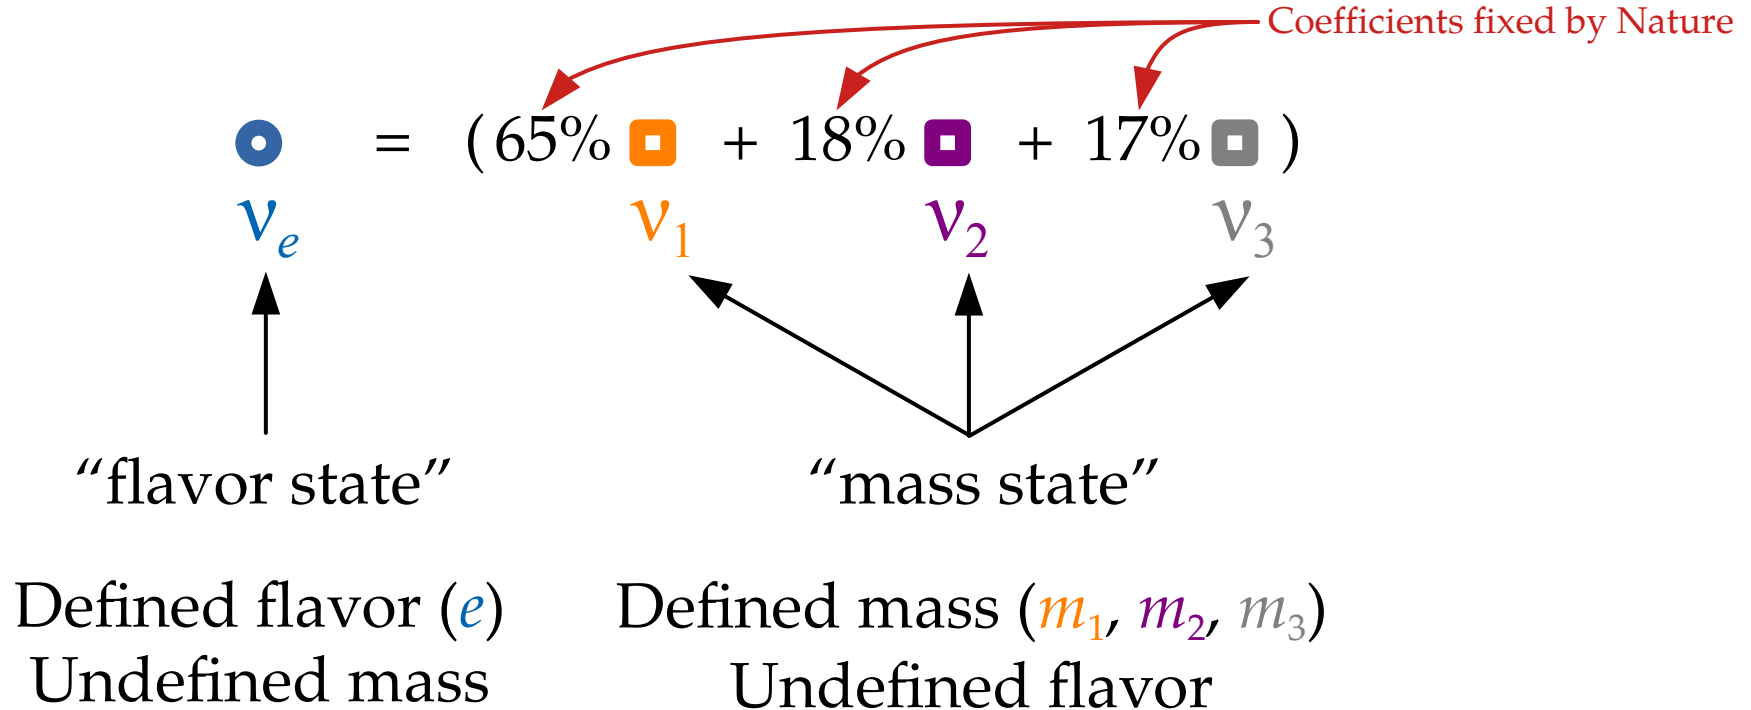 Coefficients fixed by Nature
= (65% + 18% + 17% )
νe ν1 ν2 ν3
“flavor state” “mass state”
Defined flavor (e) Defined mass (m1, m2, m3)
Undefined mass Undefined flavor